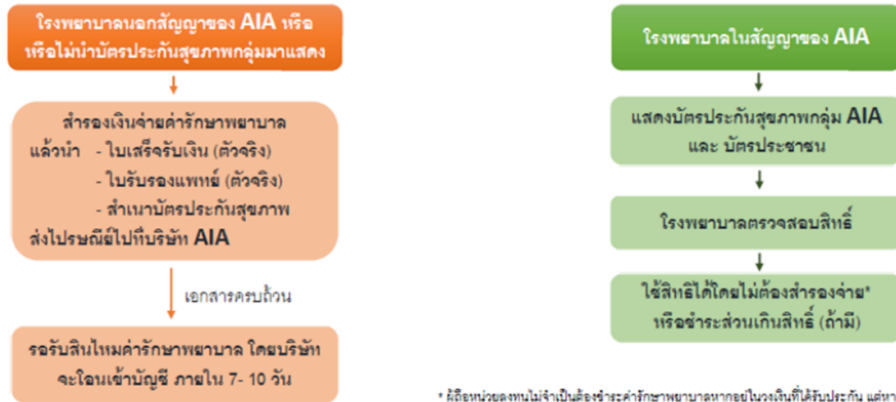 โรงพยาบาลนอกสัญญาของ AIA หรือ
หรือไม่นำบัตรประกันสุขภาพกลุ่มมาแสดง
สำรองเงินจ่ายค่ารักษาพยาบาล
แล้วนำ - ใบเสร็จรับเงิน (ตัวจริง)
- ใบรับรองแพทย์ (ตัวจริง)
- สำเนาบัตรประกันสุขภาพ
ส่งไปรษณีย์ไปที่บริษัท AIA
เอกสารครบถ้วน
รอรับสินไหมค่ารักษาพยาบาล โดยบริษัท
จะโอนเข้าบัญชี ภายใน 7- 10 วัน
โรงพยาบาลในสัญญาของ AIA
แสดงบัตรประกันสุขภาพกลุ่ม AIA
และ บัตรประชาชน
โรงพยาบาลตรวจสอบสิทธิ์
ใช้สิทธิได้โดยไม่ต้องสำรองจ่าย*
หรือชำระส่วนเกินสิทธิ์ (ถ้ามี)
* ผู้ถือหน่วยลงทุนไม่จำเป็นต้องชำระค่ารักษาพยาบาลหากอยู่ในวงเงินที่ได้รับประกัน